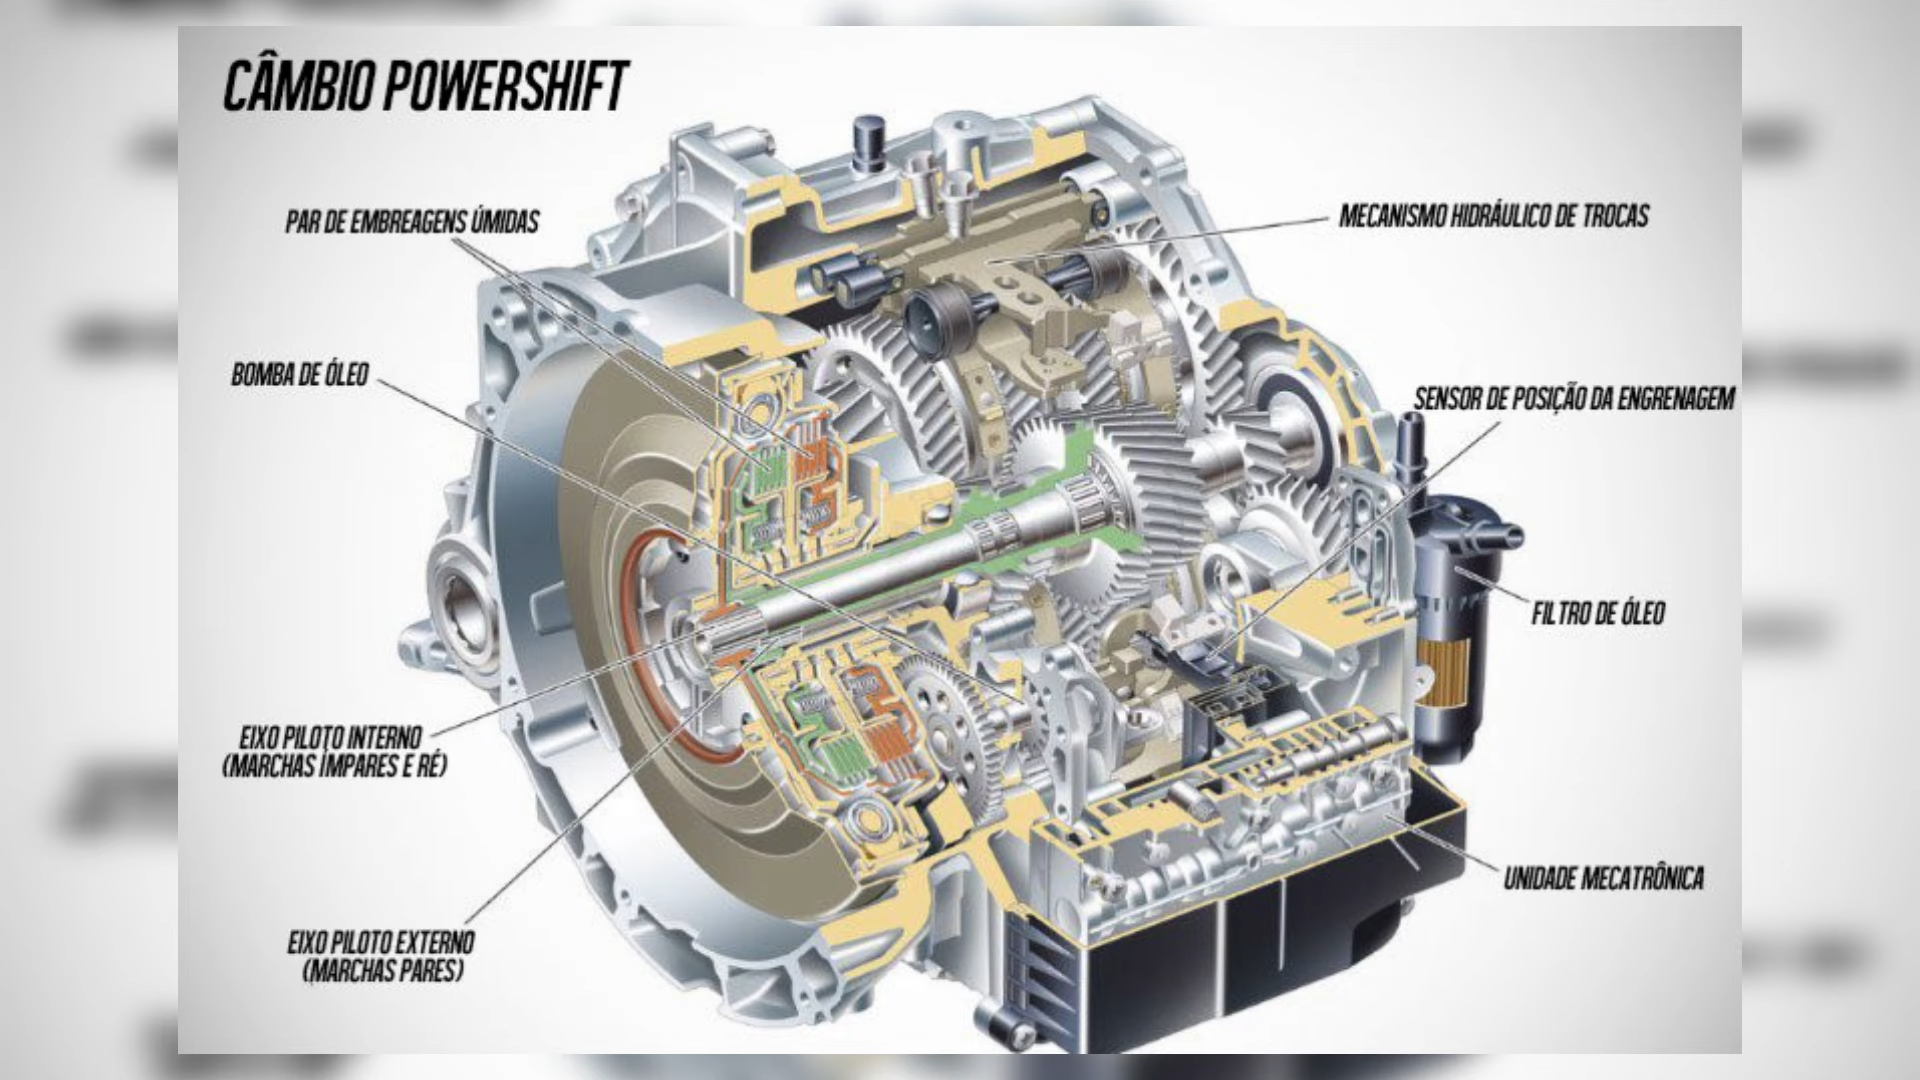 CÂMBIO POWERSHIFT
PAR DE EMBREAGENS ÚMIDAS
MECANISMO HIDRÁULICO DE TROCAS
BOMBA DE ÓLEO
SENSOR DE POSIÇÃO DA ENGRENAGEM
FILTRO DE ÓLEO
EIXO PILOTO INTERNO
(MARCHAS ÍMPARES E RÉ)
UNIDADE MECATRÔNICA
EIXO PILOTO EXTERNO
(MARCHAS PARES)